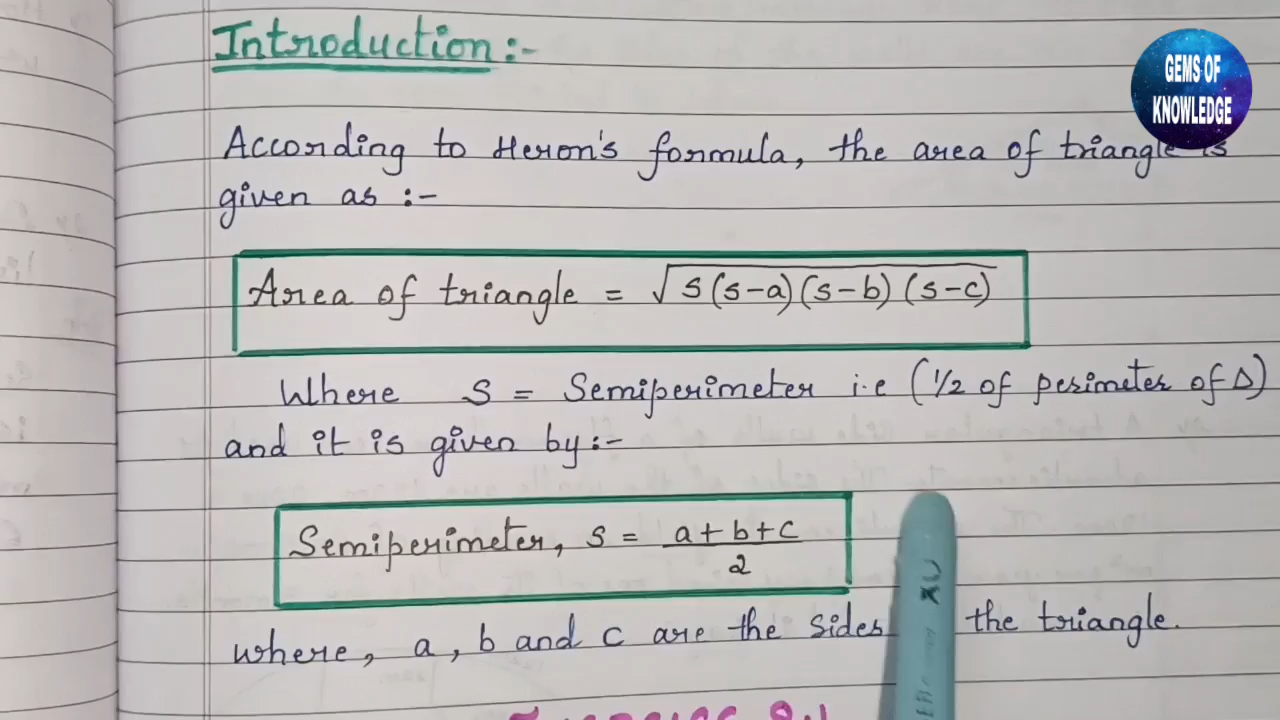 Introduction :-
GEMS OF
KNOWLEDGE
According to Heron's formula, the area of triangle is
given as :-
Area of triangle = √s(s-a)(s-b)(s-c)
Where S = Semiperimeter i.e (1/2 of perimeter of Δ)
and it is given by :-
Semiperimeter, s = a+b+c
2
where, a, b and c are the sides the triangle.